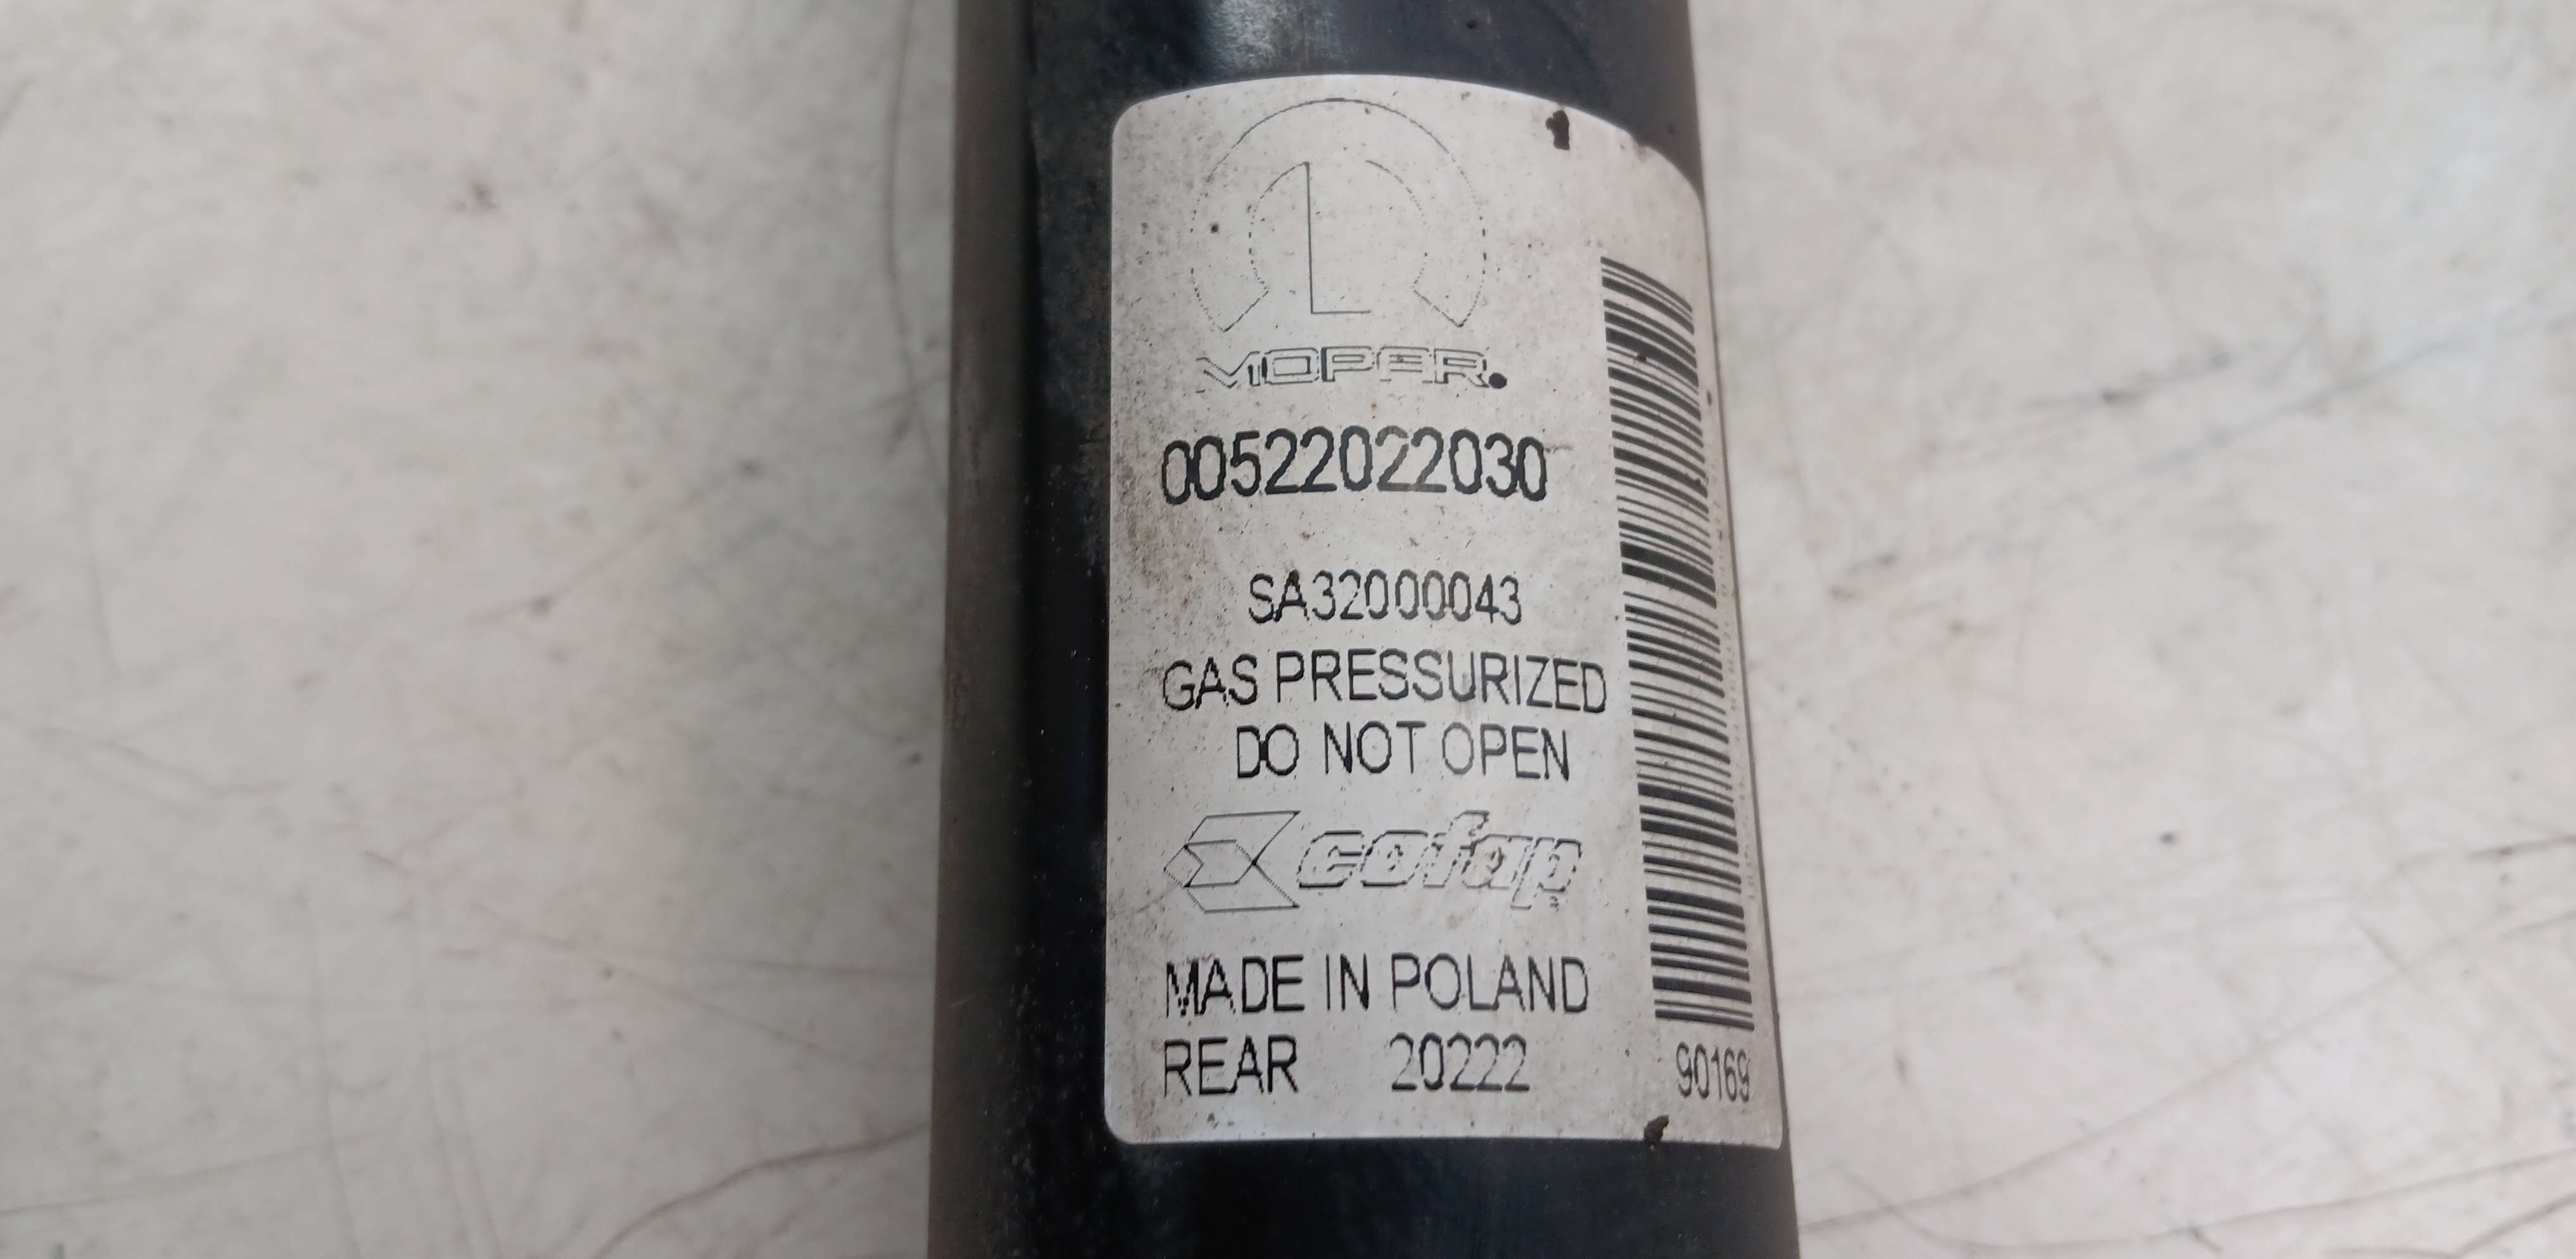 MOPAR.
00522022030
SA32000043
GAS PRESSURIZED
DO NOT OPEN
cofap
MADE IN POLAND
REAR 20222
90169